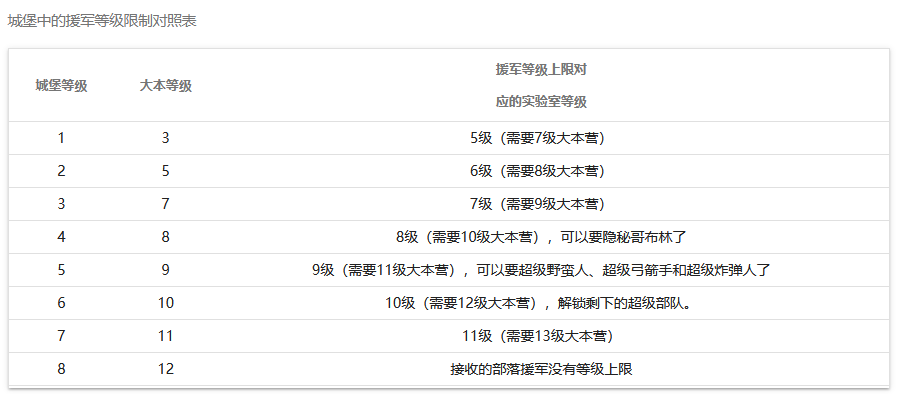 城堡中的援军等级限制对照表
城堡等级 大本等级 援军等级上限对
应的实验室等级
1 3 5级（需要7级大本营）
2 5 6级（需要8级大本营）
3 7 7级（需要9级大本营）
4 8 8级（需要10级大本营），可以要隐秘哥布林了
5 9 9级（需要11级大本营），可以要超级野蛮人、超级弓箭手和超级炸弹人了
6 10 10级（需要12级大本营），解锁剩下的超级部队。
7 11 11级（需要13级大本营）
8 12 接收的部落援军没有等级上限